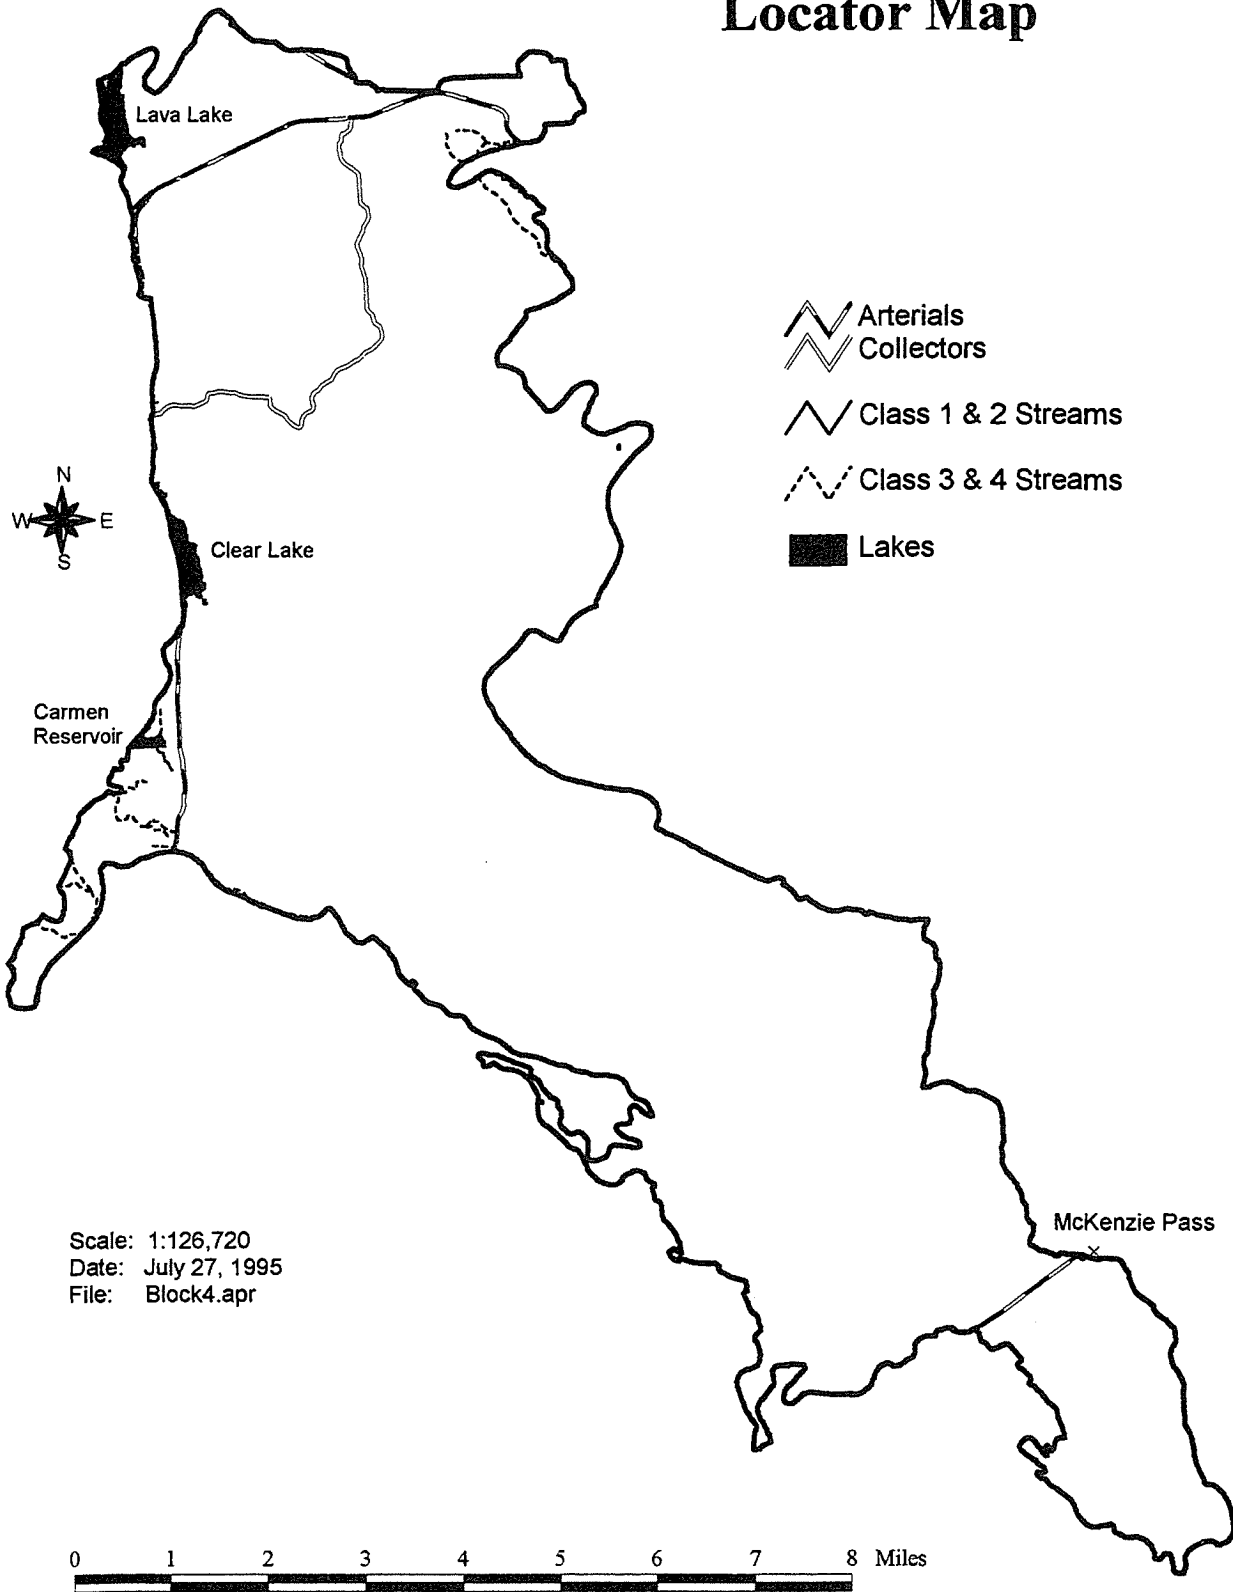 Locator Map
Lava Lake
Arterials
Collectors
Class 1 & 2 Streams
Class 3 & 4 Streams
Lakes
N
W E
S
Clear Lake
Carmen
Reservoir
McKenzie Pass
Scale: 1:126,720
Date: July 27, 1995
File: Block4.apr
0 1 2 3 4 5 6 7 8 Miles